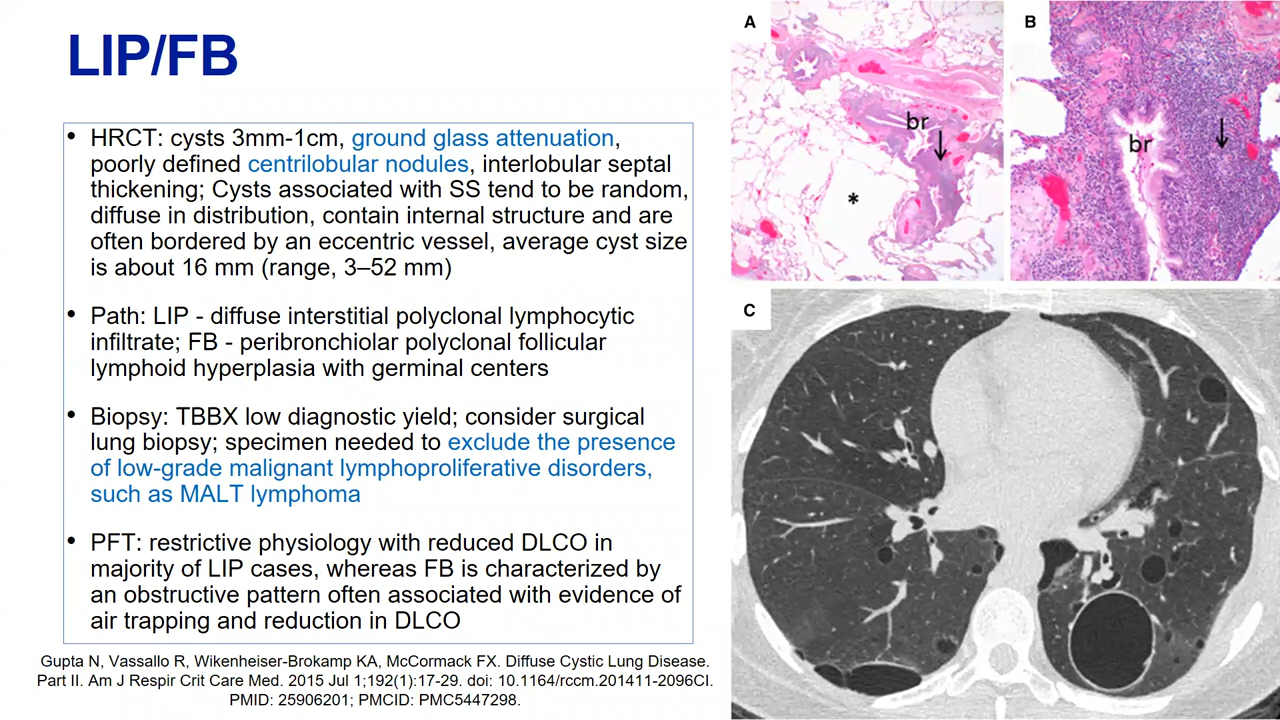 LIP/FB
• HRCT: cysts 3mm-1cm, ground glass attenuation,
poorly defined centrilobular nodules, interlobular septal
thickening; Cysts associated with SS tend to be random,
diffuse in distribution, contain internal structure and are
often bordered by an eccentric vessel, average cyst size
is about 16 mm (range, 3–52 mm)
• Path: LIP - diffuse interstitial polyclonal lymphocytic
infiltrate; FB - peribronchiolar polyclonal follicular
lymphoid hyperplasia with germinal centers
• Biopsy: TBBX low diagnostic yield; consider surgical
lung biopsy; specimen needed to exclude the presence
of low-grade malignant lymphoproliferative disorders,
such as MALT lymphoma
• PFT: restrictive physiology with reduced DLCO in
majority of LIP cases, whereas FB is characterized by
an obstructive pattern often associated with evidence of
air trapping and reduction in DLCO
Gupta N, Vassallo R, Wikenheiser-Brokamp KA, McCormack FX. Diffuse Cystic Lung Disease.
Part II. Am J Respir Crit Care Med. 2015 Jul 1;192(1):17-29. doi: 10.1164/rccm.201411-2096CI.
PMID: 25906201; PMCID: PMC5447298.
A
br
*
B
br
C